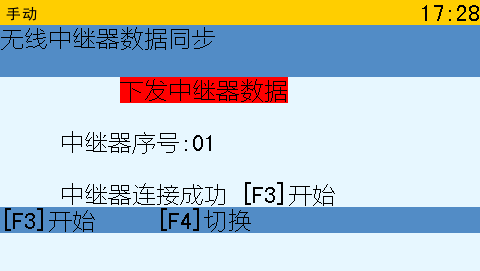 手动 17:28
无线中继器数据同步
下发中继器数据
中继器序号:01
中继器连接成功 [F3]开始
[F3]开始 [F4]切换